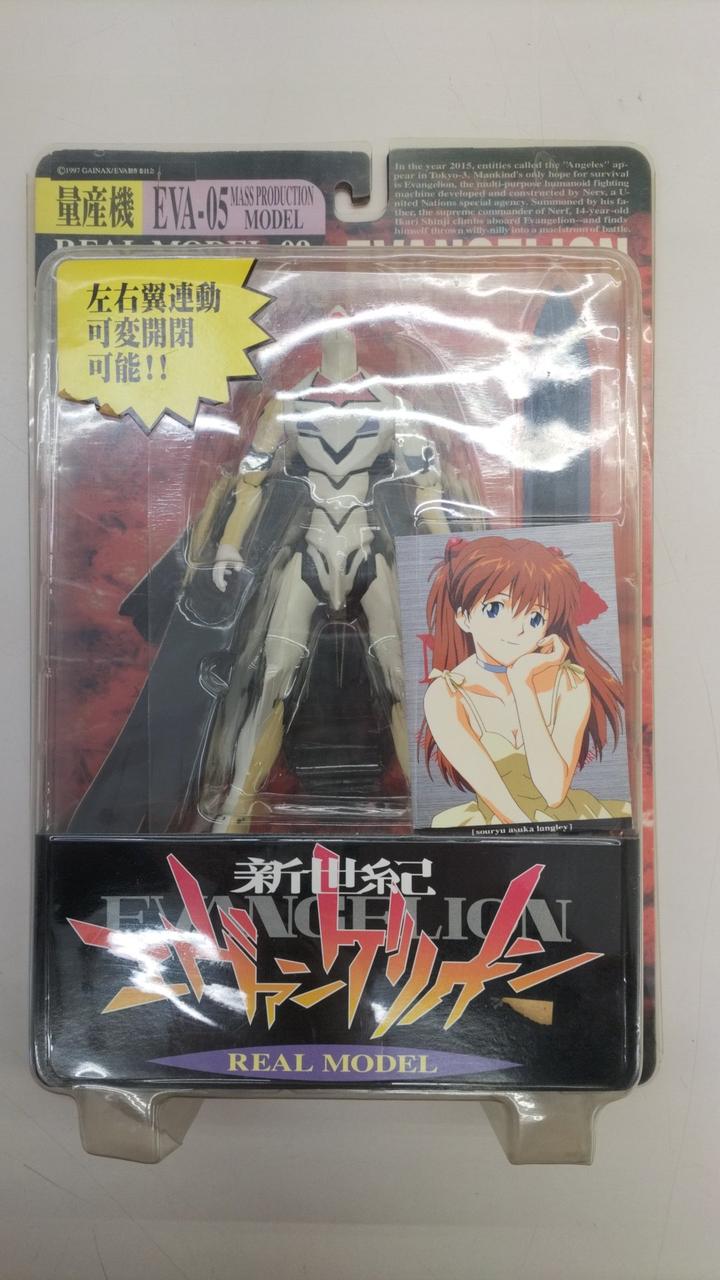 ©1997 GAINAX/EVA製作委員会
量産機
EVA-05 MASS PRODUCTION MODEL
In the year 2015, entities called the "Angeles" ap-
pear in Tokyo-3. Mankind's only hope for survival
is Evangelion, the multi-purpose humanoid fighting
machine developed and constructed by Nerv, a U-
nited Nations special agency. Summoned by his fa-
ther, the supreme commander of Nerf, 14-year-old
Ikari Shinji climbs aboard Evangelion—and finds
himself thrown willy-nilly into a maelstrom of battle.
REAL MODEL
EVANGELION
左右翼連動
可変開閉
可能!!
[souryu asuka langley]
新世紀
EVANGELION
エヴァンゲリオン
REAL MODEL